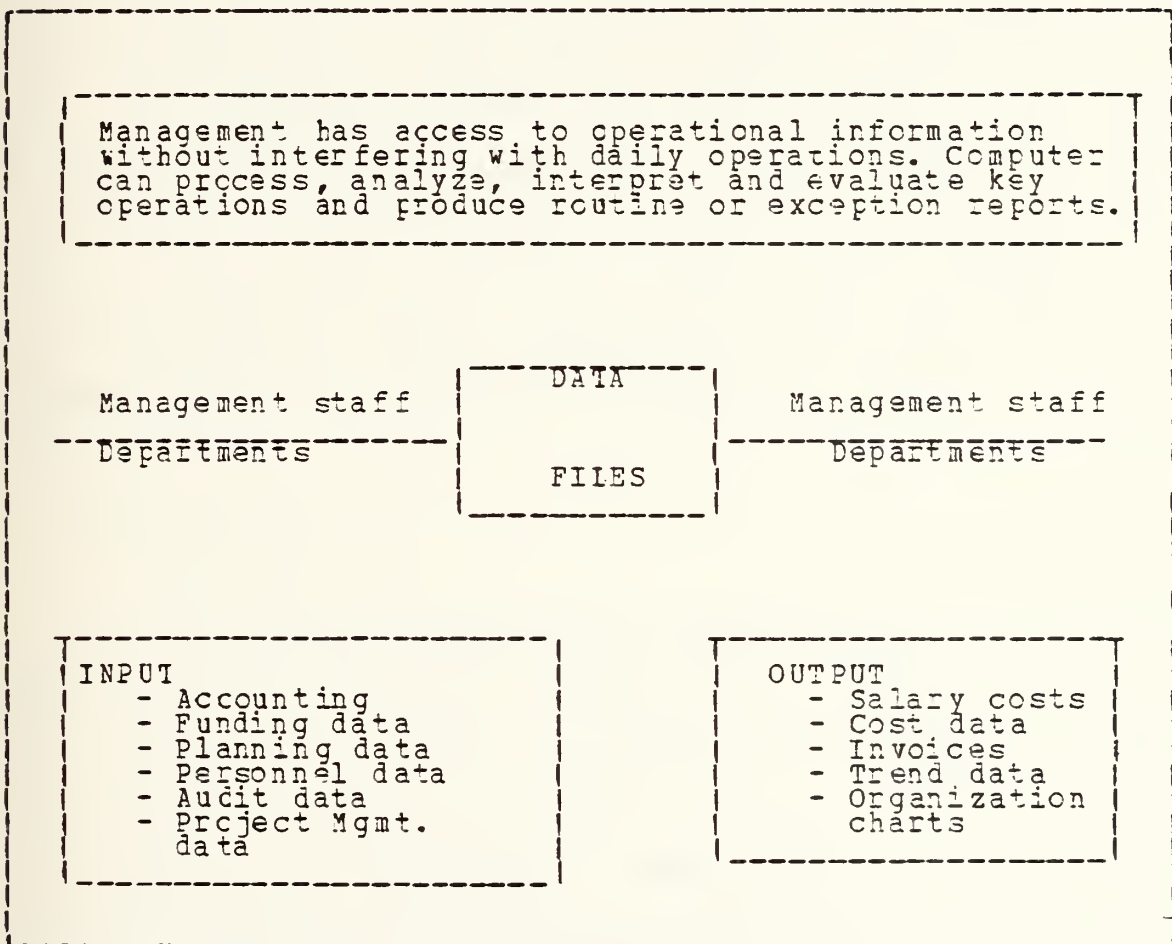 Management has access to operational information
without interfering with daily operations. Computer
can process, analyze, interpret and evaluate key
operations and produce routine or exception reports.
DATA
Management staff
Management staff
Departments
Departments
FILES
INPUT
- Accounting
- Funding data
- Planning data
- Personnel data
- Audit data
- Project Mgmt.
data
OUTPUT
- Salary costs
- Cost data
- Invoices
- Trend data
- Organization
charts